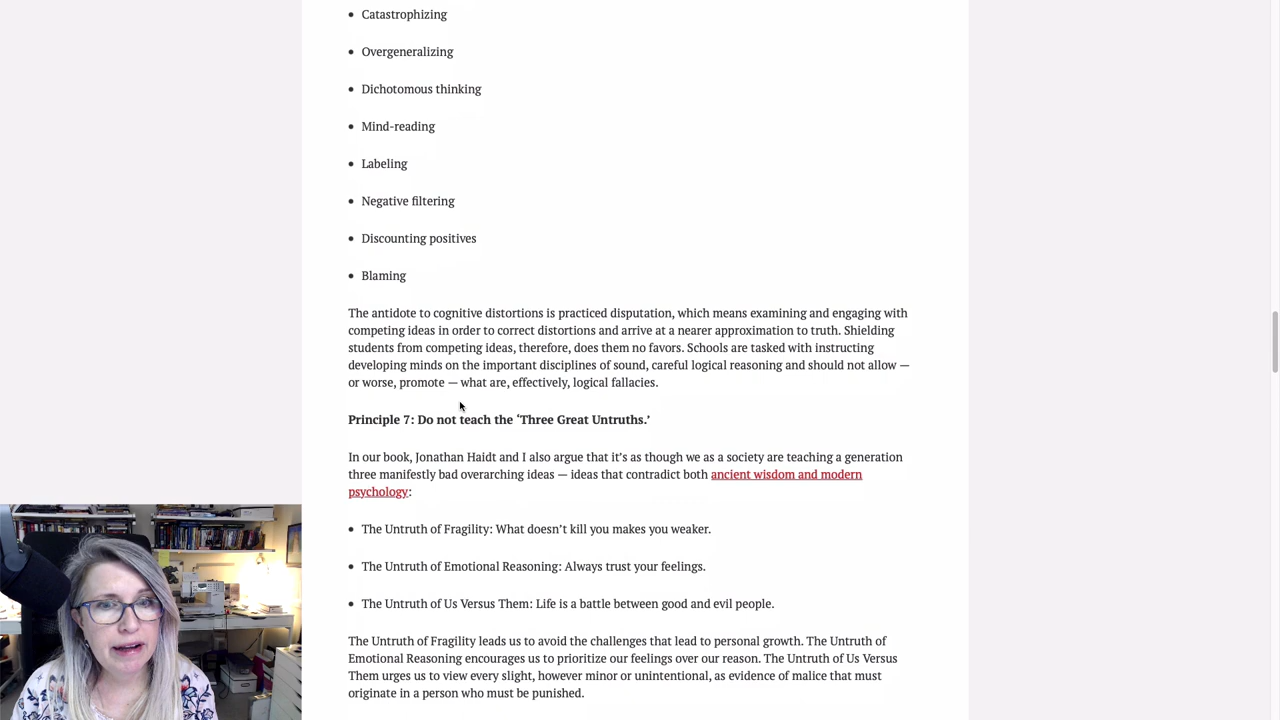 Catastrophizing
Overgeneralizing
Dichotomous thinking
Mind-reading
Labeling
Negative filtering
Discounting positives
Blaming
The antidote to cognitive distortions is practiced disputation, which means examining and engaging with
competing ideas in order to correct distortions and arrive at a nearer approximation to truth. Shielding
students from competing ideas, therefore, does them no favors. Schools are tasked with instructing
developing minds on the important disciplines of sound, careful logical reasoning and should not allow —
or worse, promote — what are, effectively, logical fallacies.
Principle 7: Do not teach the ‘Three Great Untruths.’
In our book, Jonathan Haidt and I also argue that it’s as though we as a society are teaching a generation
three manifestly bad overarching ideas — ideas that contradict both ancient wisdom and modern
psychology:
The Untruth of Fragility: What doesn’t kill you makes you weaker.
The Untruth of Emotional Reasoning: Always trust your feelings.
The Untruth of Us Versus Them: Life is a battle between good and evil people.
The Untruth of Fragility leads us to avoid the challenges that lead to personal growth. The Untruth of
Emotional Reasoning encourages us to prioritize our feelings over our reason. The Untruth of Us Versus
Them urges us to view every slight, however minor or unintentional, as evidence of malice that must
originate in a person who must be punished.